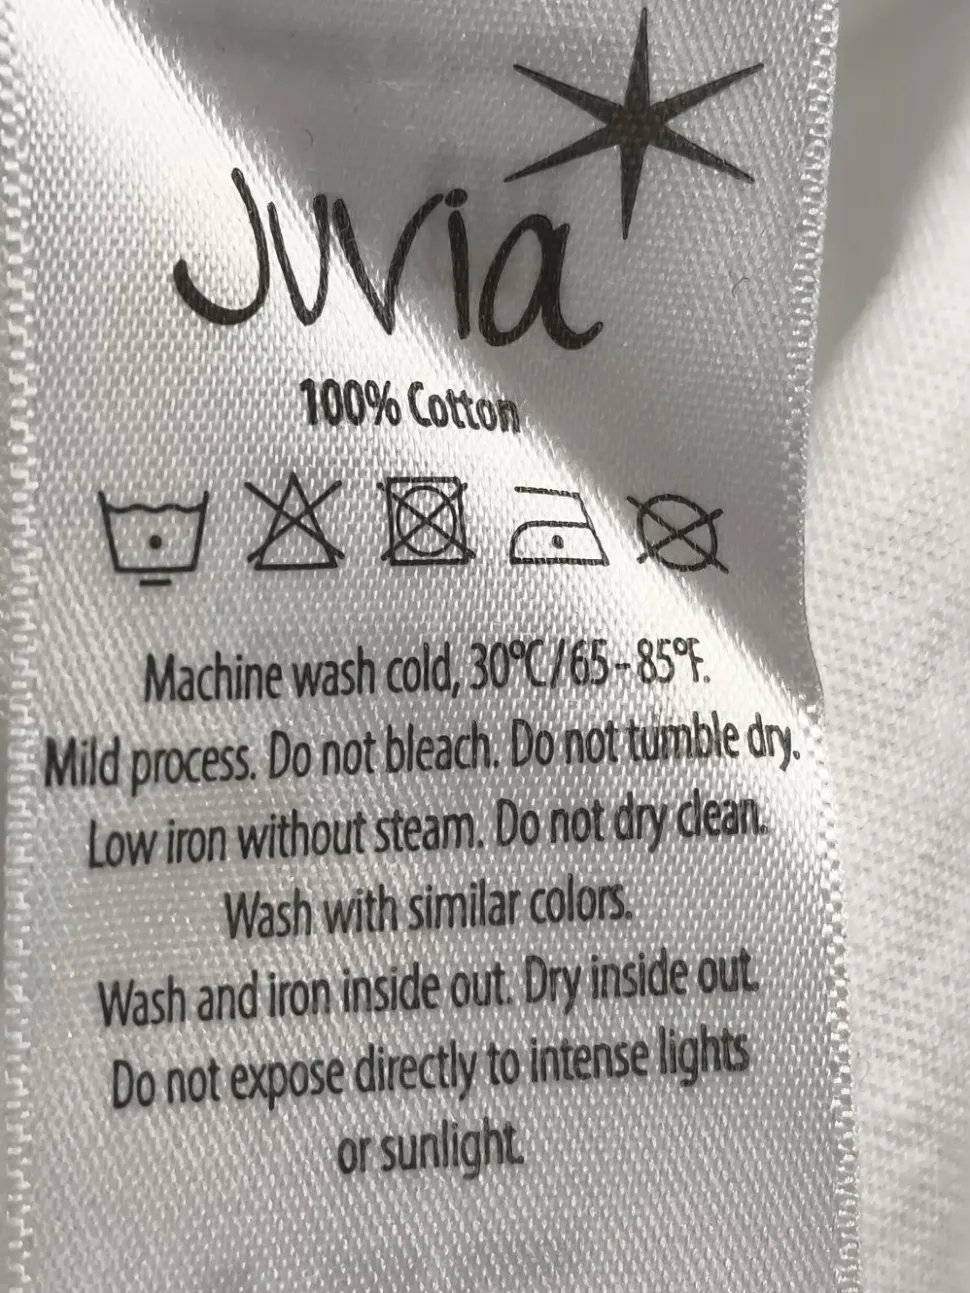 Juvia
100% Cotton
Machine wash cold, 30°C/65-85°F.
Mild process. Do not bleach. Do not tumble dry.
Low iron without steam. Do not dry clean.
Wash with similar colors.
Wash and iron inside out. Dry inside out.
Do not expose directly to intense lights
or sunlight.